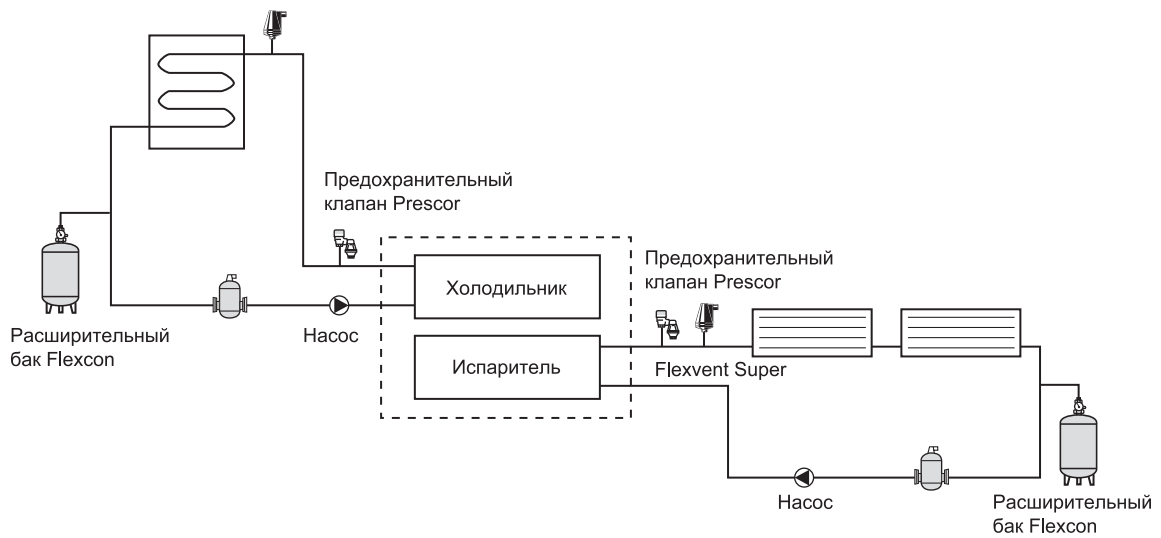 Предохранительный
клапан Prescor
Предохранительный
клапан Prescor
Холодильник
Расширительный
бак Flexcon
Насос
Испаритель
Flexvent Super
Насос
Расширительный
бак Flexcon